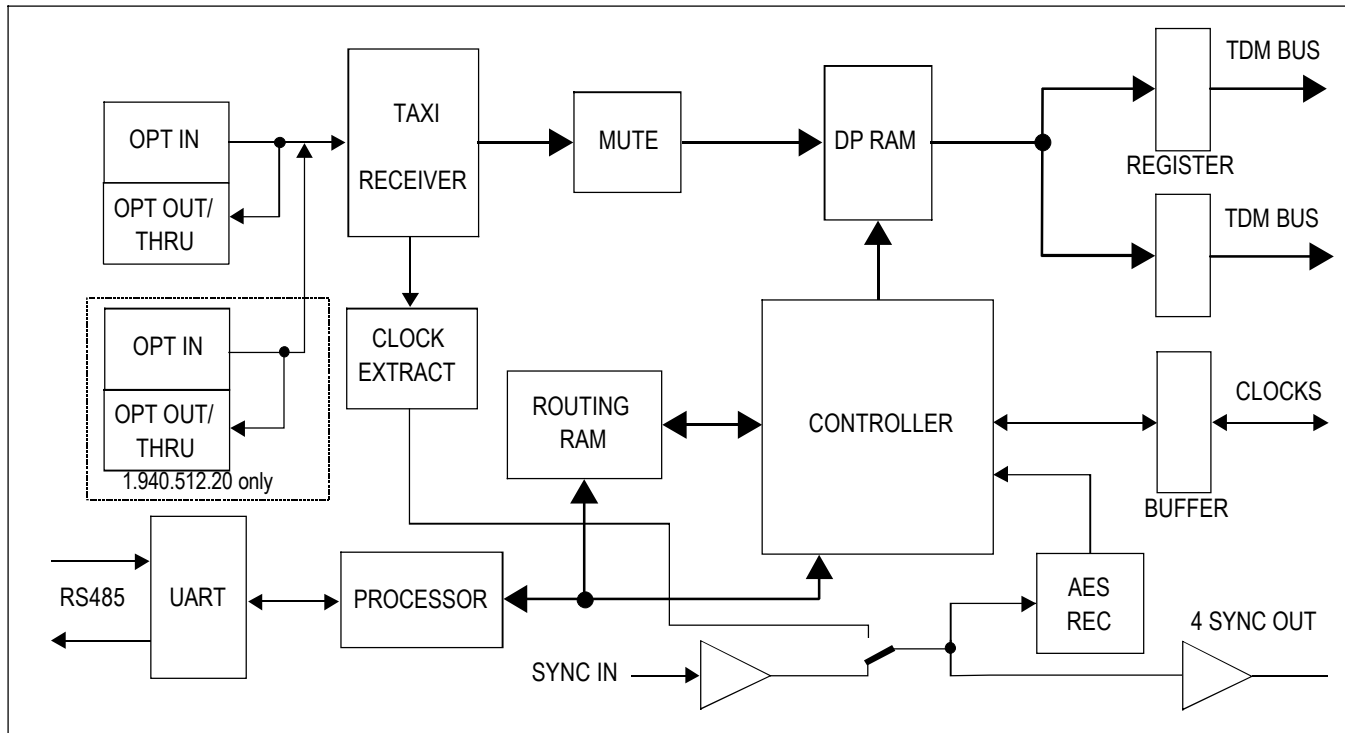 TDM BUS
OPT IN
TAXI
RECEIVER
MUTE
DP RAM
REGISTER
OPT OUT/
THRU
TDM BUS
OPT IN
OPT OUT/
THRU
1.940.512.20 only
CLOCK
EXTRACT
ROUTING
RAM
CONTROLLER
CLOCKS
BUFFER
RS485
UART
PROCESSOR
AES
REC
SYNC IN
4 SYNC OUT